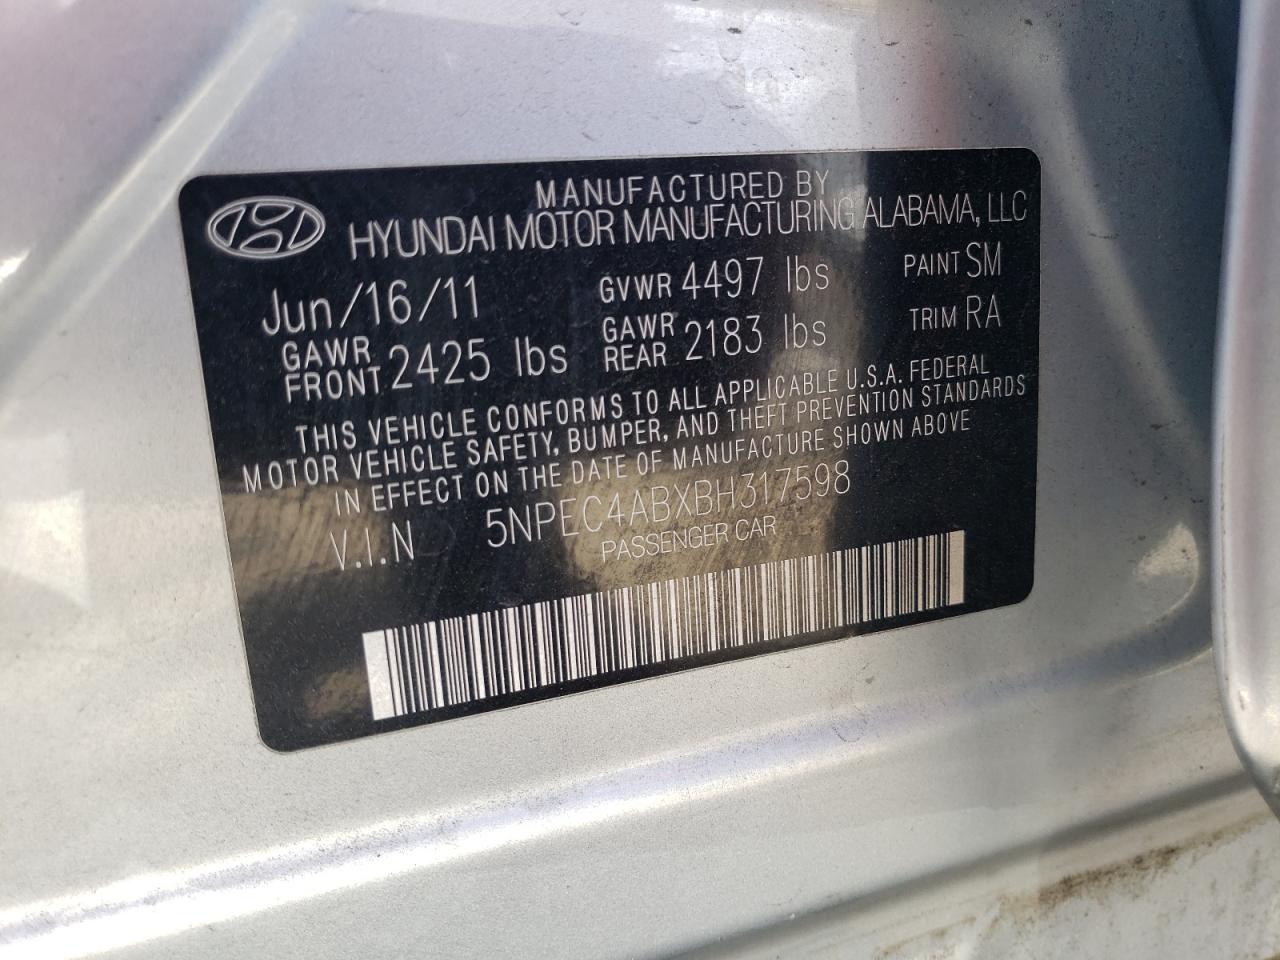 MANUFACTURED BY
HYUNDAI MOTOR MANUFACTURING ALABAMA, LLC
Jun/16/11 GVWR 4497 lbs PAINT SM
GAWR FRONT 2425 lbs GAWR REAR 2183 lbs TRIM RA
THIS VEHICLE CONFORMS TO ALL APPLICABLE U.S.A. FEDERAL
MOTOR VEHICLE SAFETY, BUMPER, AND THEFT PREVENTION STANDARDS
IN EFFECT ON THE DATE OF MANUFACTURE SHOWN ABOVE
V.I.N 5NPEC4ABXBH317598
PASSENGER CAR